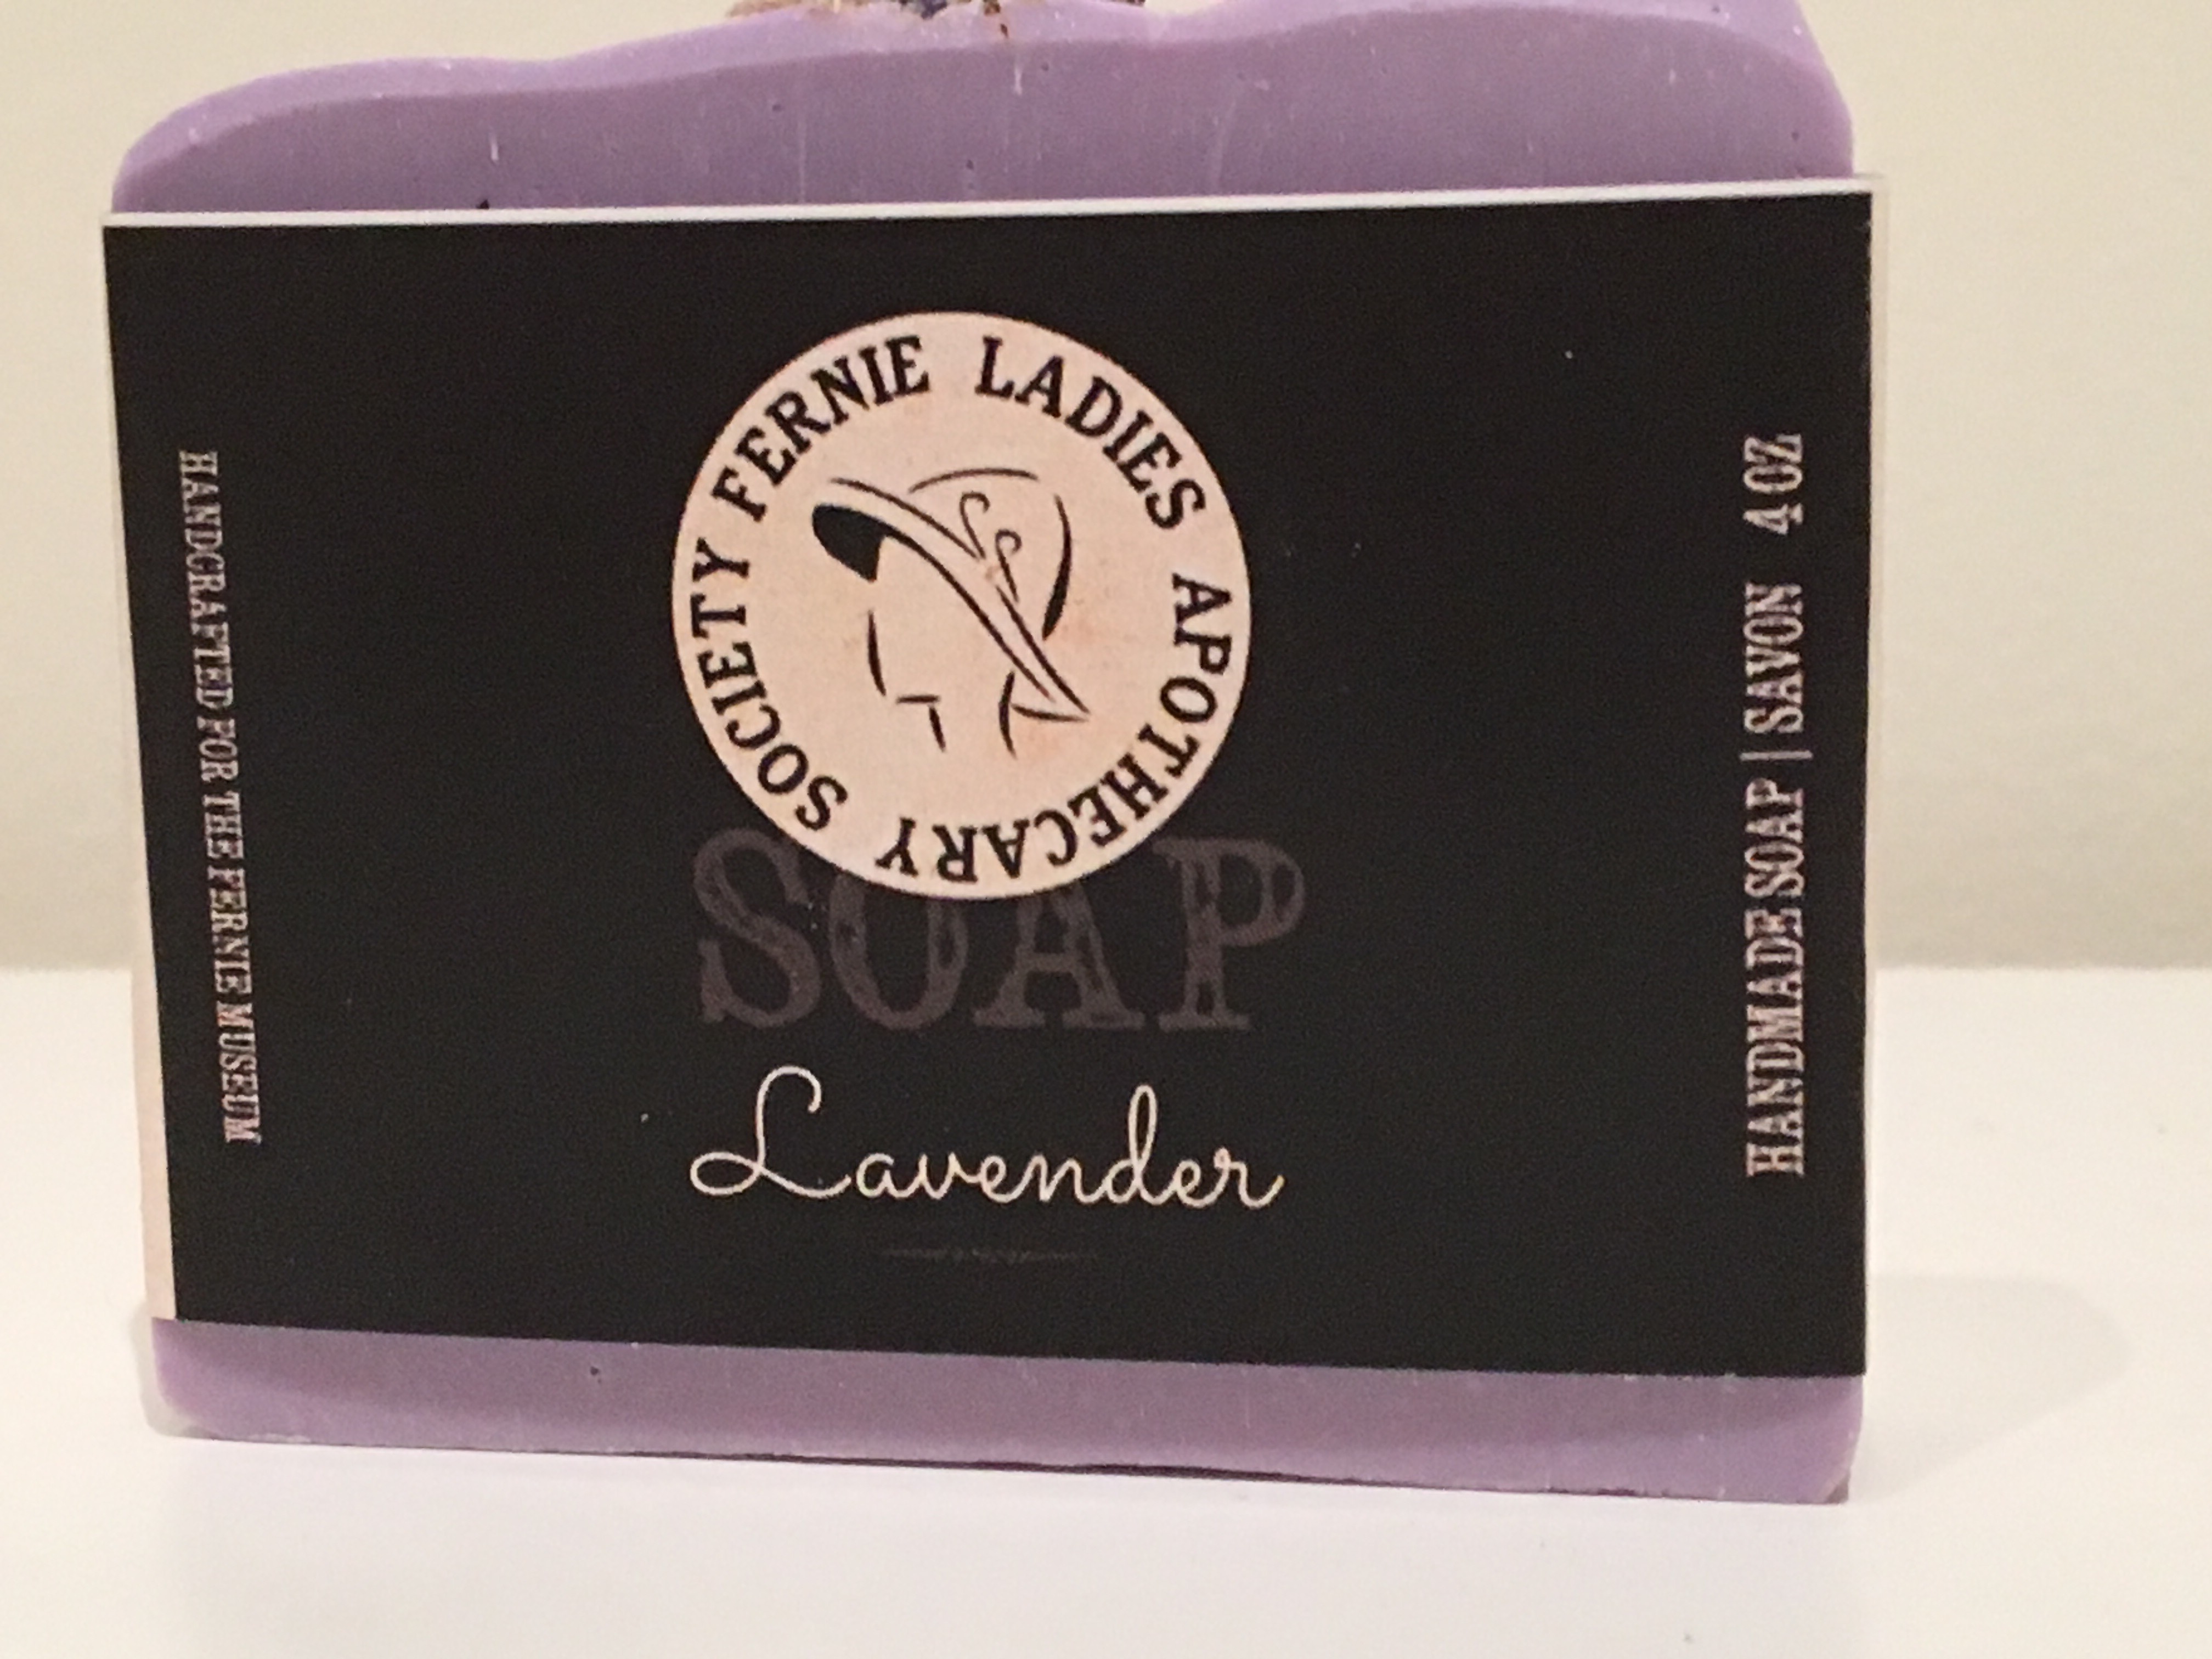 FERNIE LADIES APOTHECARY SOCIETY
SOAP
Lavender
HANDCRAFTED FOR THE FERNIE MUSEUM
HANDMADE SOAP | SAVON 4 OZ